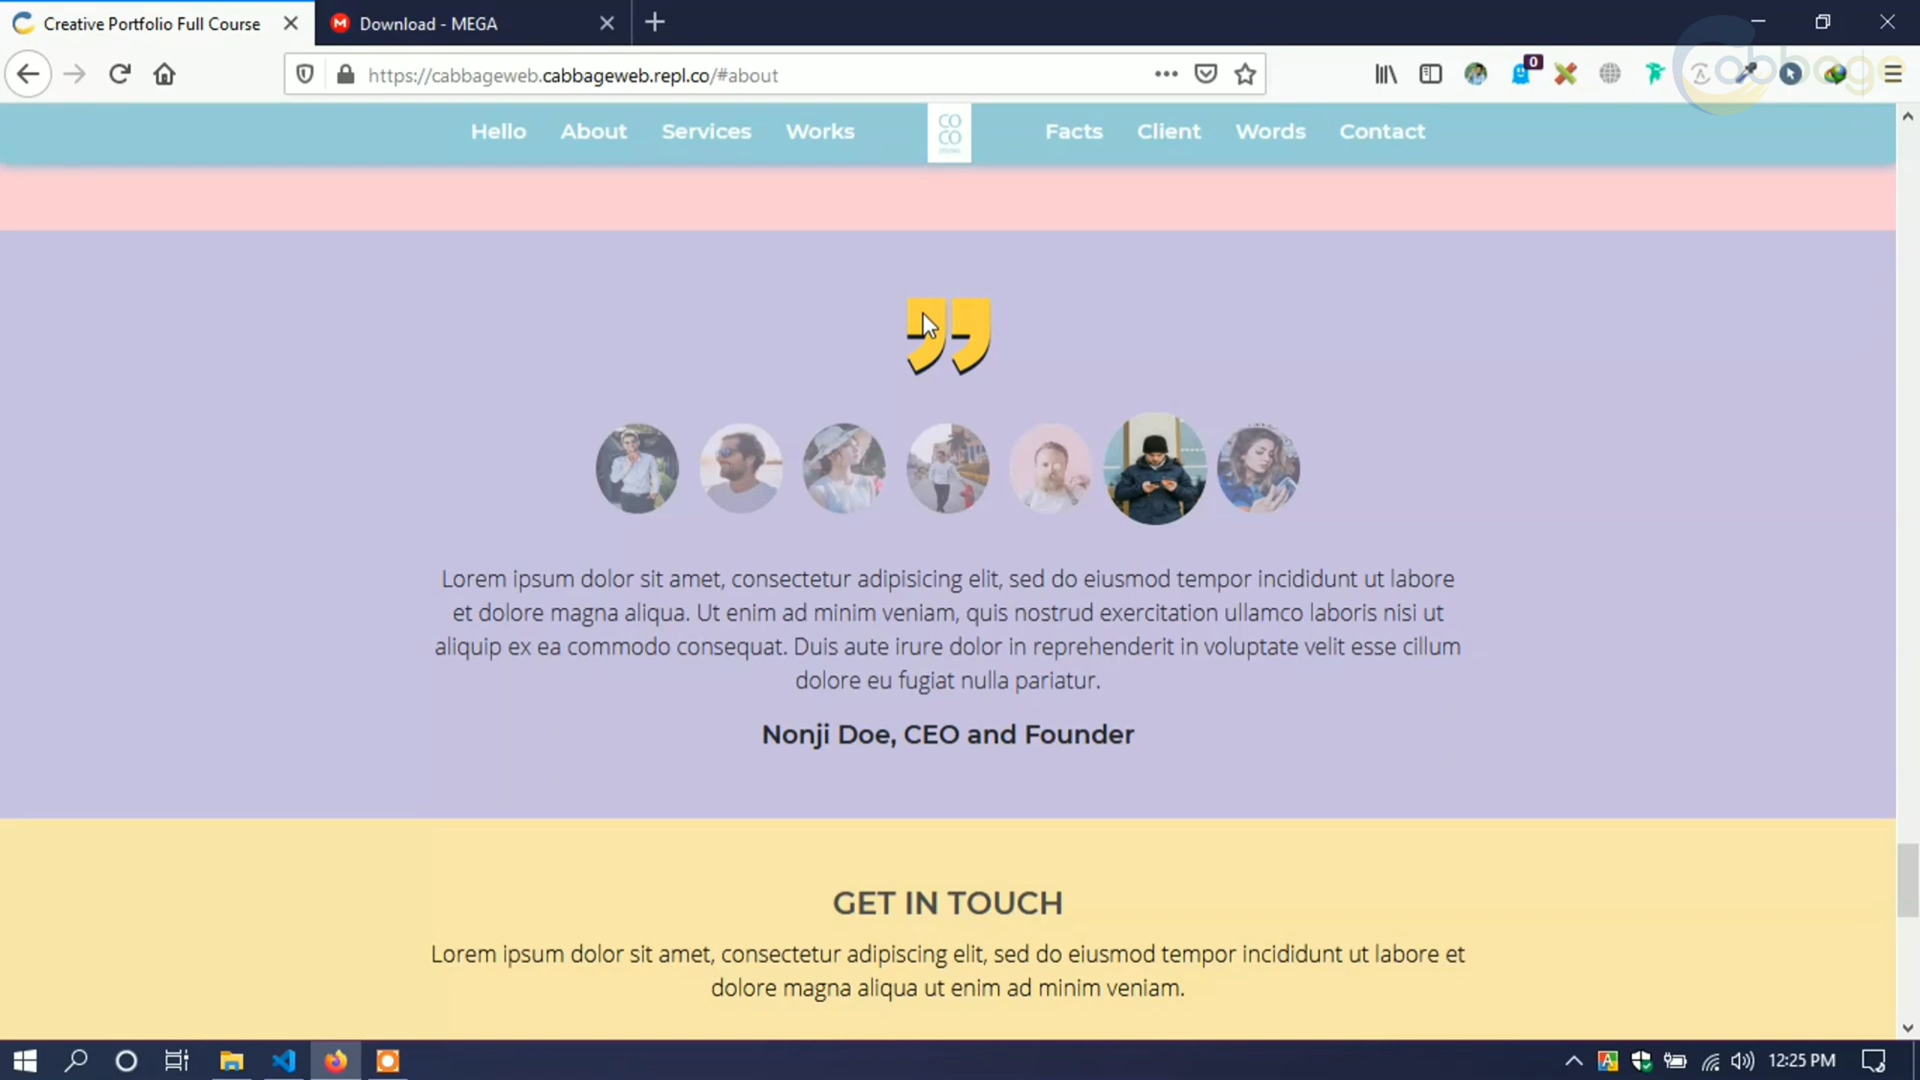 Creative Portfolio Full Course
Download - MEGA
https://cabbageweb.cabbageweb.repl.co/#about
0
Cabbage
Hello About Services Works
CO
CO
Facts Client Words Contact
Lorem ipsum dolor sit amet, consectetur adipisicing elit, sed do eiusmod tempor incididunt ut labore
et dolore magna aliqua. Ut enim ad minim veniam, quis nostrud exercitation ullamco laboris nisi ut
aliquip ex ea commodo consequat. Duis aute irure dolor in reprehenderit in voluptate velit esse cillum
dolore eu fugiat nulla pariatur.
Nonji Doe, CEO and Founder
GET IN TOUCH
Lorem ipsum dolor sit amet, consectetur adipiscing elit, sed do eiusmod tempor incididunt ut labore et
dolore magna aliqua ut enim ad minim veniam.
12:25 PM